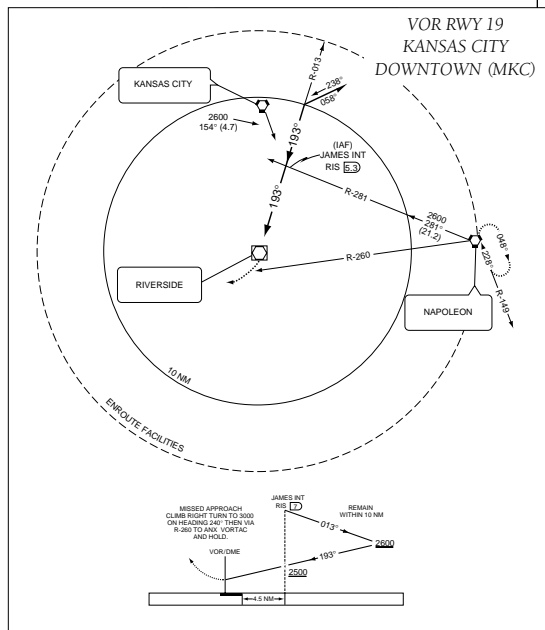 VOR RWY 19
KANSAS CITY
DOWNTOWN (MKC)
KANSAS CITY
R-013
238°
058°
2600
154° (4.7)
193°
(IAF)
JAMES INT
RIS 5.3
193°
R-281
2600
281°
(21.2)
R-260
048°
228°
R-149
RIVERSIDE
NAPOLEON
10 NM
ENROUTE FACILITIES
MISSED APPROACH
CLIMB RIGHT TURN TO 3000
ON HEADING 240° THEN VIA
R-260 TO ANX VORTAC
AND HOLD.
VOR/DME
JAMES INT
RIS 7
REMAIN
WITHIN 10 NM
013°
2600
193°
2500
4.5 NM